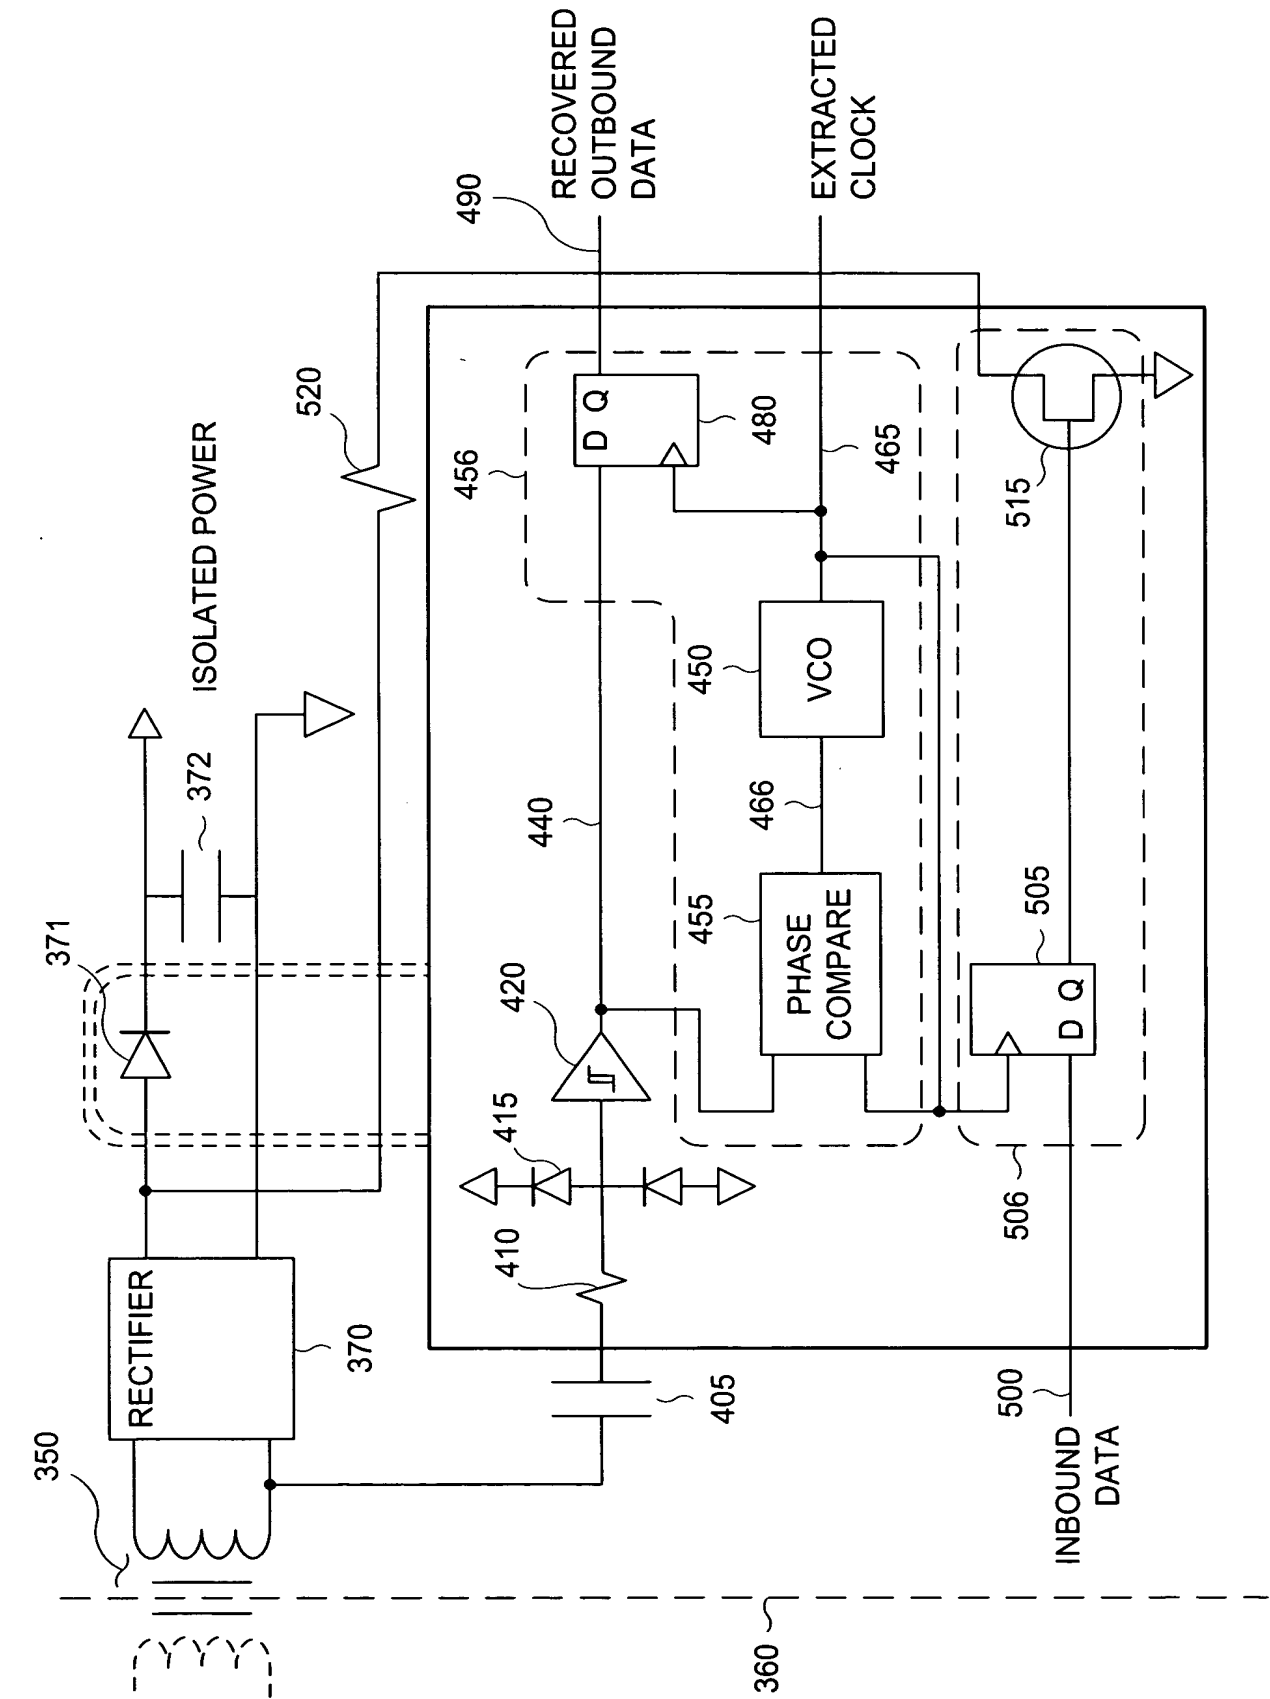 350
RECTIFIER
370
371
372
ISOLATED POWER
520
360
405
410
415
420
440
456
D Q
480
490
RECOVERED
OUTBOUND
DATA
455
PHASE
COMPARE
466
450
VCO
465
EXTRACTED
CLOCK
INBOUND
DATA
500
506
505
D Q
515